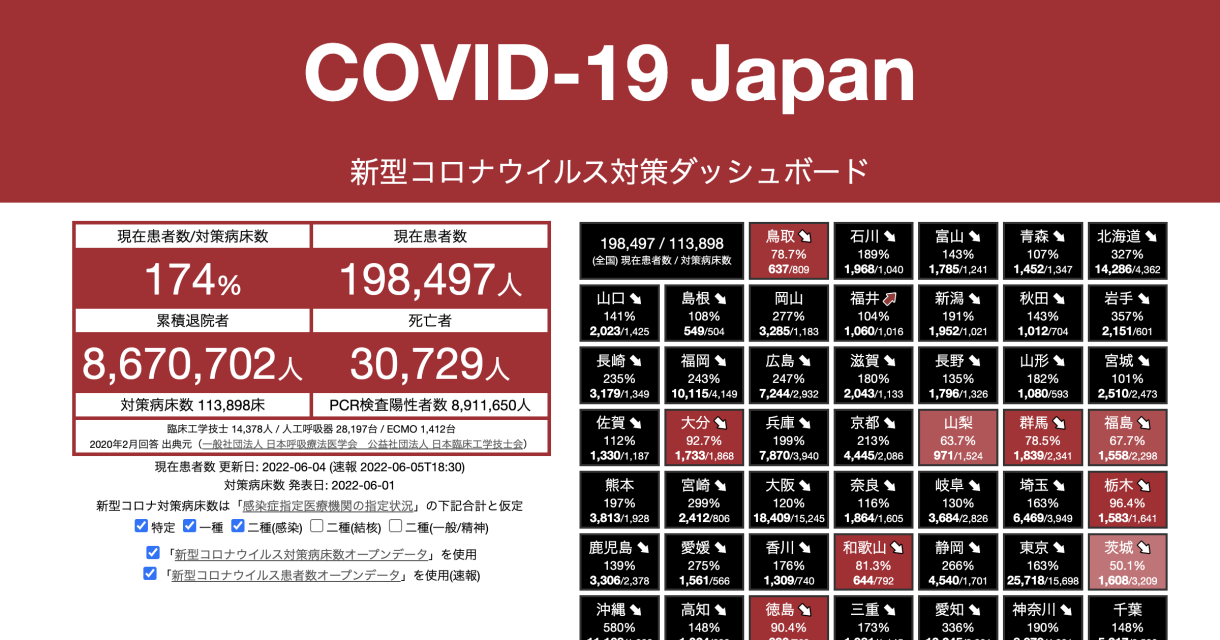 COVID-19 Japan
新型コロナウイルス対策ダッシュボード
現在患者数/対策病床数
現在患者数
174%
198,497人
累積退院者
死亡者
8,670,702人
30,729人
対策病床数 113,898床
PCR検査陽性者数 8,911,650人
臨床工学技士 14,378人 / 人工呼吸器 28,197台 / ECMO 1,412台
2020年2月回答 出典元（一般社団法人 日本呼吸療法医学会　公益社団法人 日本臨床工学技士会）
現在患者数 更新日: 2022-06-04 (速報 2022-06-05T18:30)
対策病床数 発表日: 2022-06-01
新型コロナ対策病床数は「感染症指定医療機関の指定状況」の下記合計と仮定
特定 一種 二種(感染) 二種(結核) 二種(一般/精神)
「新型コロナウイルス対策病床数オープンデータ」を使用
「新型コロナウイルス患者数オープンデータ」を使用(速報)
198,497 / 113,898
(全国) 現在患者数 / 対策病床数
鳥取
78.7%
637/809
石川
189%
1,968/1,040
富山
143%
1,785/1,241
青森
107%
1,452/1,347
北海道
327%
14,286/4,362
山口
141%
2,023/1,425
島根
108%
549/504
岡山
277%
3,285/1,183
福井
104%
1,060/1,016
新潟
191%
1,952/1,021
秋田
143%
1,012/704
岩手
357%
2,151/601
長崎
235%
3,179/1,349
福岡
243%
10,115/4,149
広島
247%
7,244/2,932
滋賀
180%
2,043/1,133
長野
135%
1,796/1,326
山形
182%
1,080/593
宮城
101%
2,510/2,473
佐賀
112%
1,330/1,187
大分
92.7%
1,733/1,868
兵庫
199%
7,870/3,940
京都
213%
4,445/2,086
山梨
63.7%
971/1,524
群馬
78.5%
1,839/2,341
福島
67.7%
1,558/2,298
熊本
197%
3,813/1,928
宮崎
299%
2,412/806
大阪
120%
18,409/15,245
奈良
116%
1,864/1,605
岐阜
130%
3,684/2,826
埼玉
163%
6,469/3,949
栃木
96.4%
1,583/1,641
鹿児島
139%
3,306/2,378
愛媛
275%
1,561/566
香川
176%
1,309/740
和歌山
81.3%
644/792
静岡
266%
4,540/1,701
東京
163%
25,718/15,698
茨城
50.1%
1,608/3,209
沖縄
580%
高知
148%
徳島
90.4%
三重
173%
愛知
336%
神奈川
190%
千葉
148%